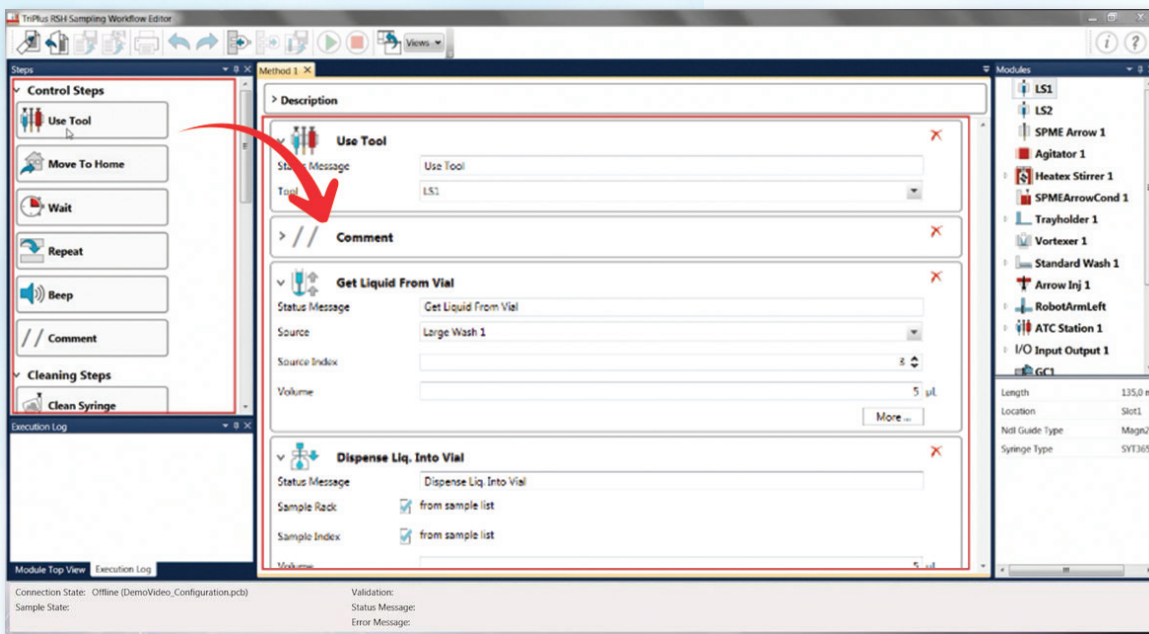 TriPlus RSH Sampling Workflow Editor
Views
Steps
Control Steps
Use Tool
Move To Home
Wait
Repeat
Beep
// Comment
Cleaning Steps
Clean Syringe
Execution Log
Module Top View Execution Log
Method 1
> Description
Use Tool
Status Message Use Tool
Tool LS1
> // Comment
Get Liquid From Vial
Status Message Get Liquid From Vial
Source Large Wash 1
Source Index
Volume 5 µL
More ...
Dispense Liq. Into Vial
Status Message Dispense Liq. Into Vial
Sample Rack from sample list
Sample Index from sample list
Volume 5 µL
Modules
LS1
LS2
SPME Arrow 1
Agitator 1
Heatex Stirrer 1
SPMEArrowCond 1
Trayholder 1
Vortexer 1
Standard Wash 1
Arrow Inj 1
RobotArmLeft
ATC Station 1
I/O Input Output 1
GC1
Length 135,0
Location Slot1
Ndl Guide Type Magn2
Syringe Type SYT365
Connection State: Offline (DemoVideo_Configuration.pcb)
Sample State:
Validation:
Status Message:
Error Message: